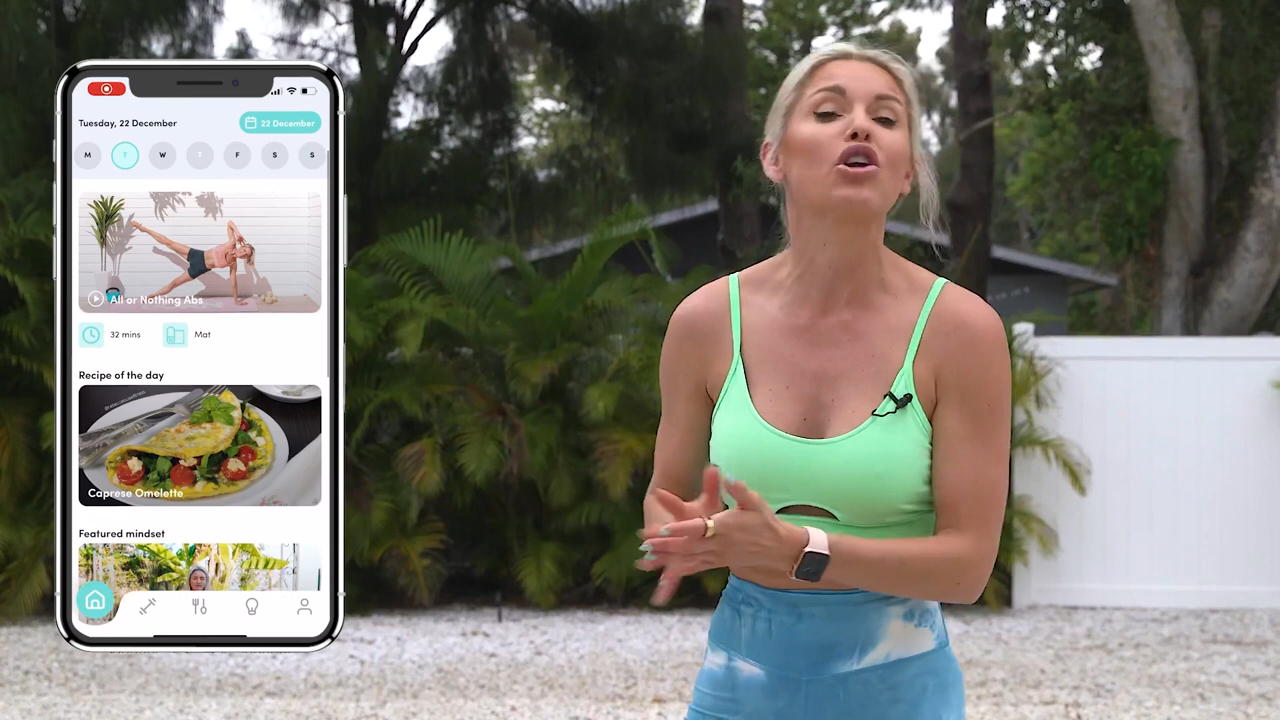 Tuesday, 22 December
22 December
M T W T F S S
All or Nothing Abs
32 mins
Mat
Recipe of the day
Caprese Omelette
Featured mindset